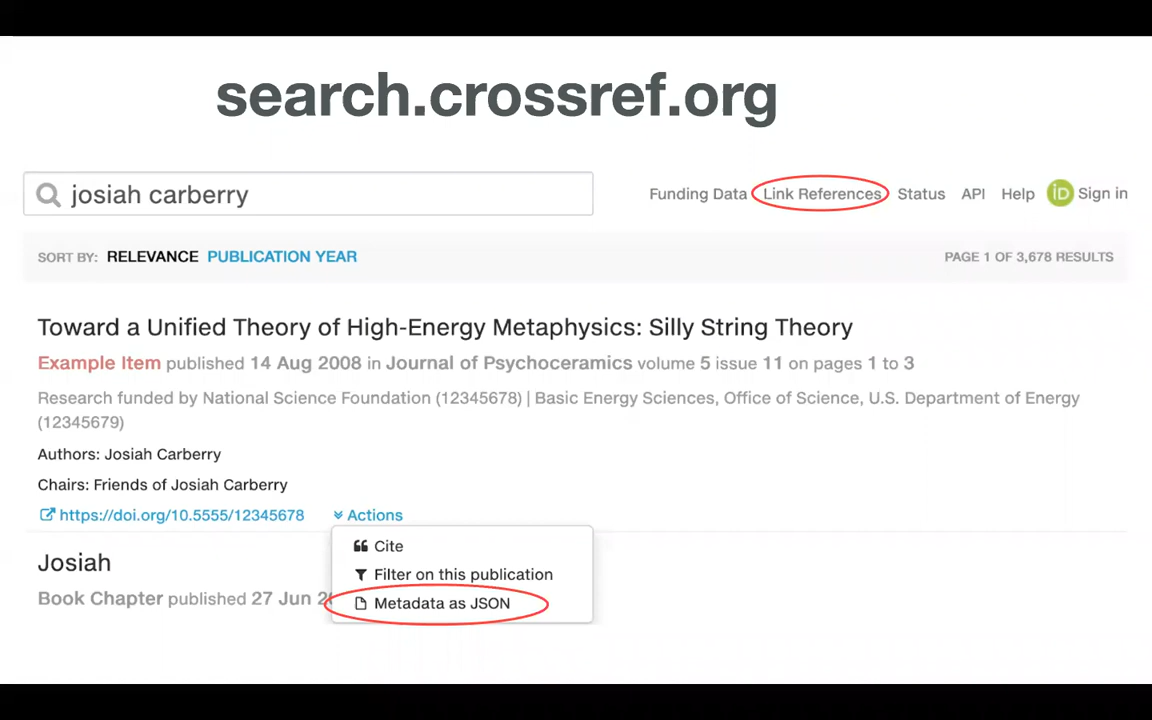 search.crossref.org
josiah carberry
Funding Data Link References Status API Help iD Sign in
SORT BY: RELEVANCE PUBLICATION YEAR PAGE 1 OF 3,678 RESULTS
Toward a Unified Theory of High-Energy Metaphysics: Silly String Theory
Example Item published 14 Aug 2008 in Journal of Psychoceramics volume 5 issue 11 on pages 1 to 3
Research funded by National Science Foundation (12345678) | Basic Energy Sciences, Office of Science, U.S. Department of Energy
(12345679)
Authors: Josiah Carberry
Chairs: Friends of Josiah Carberry
https://doi.org/10.5555/12345678 Actions
Cite
Filter on this publication
Metadata as JSON
Josiah
Book Chapter published 27 Jun